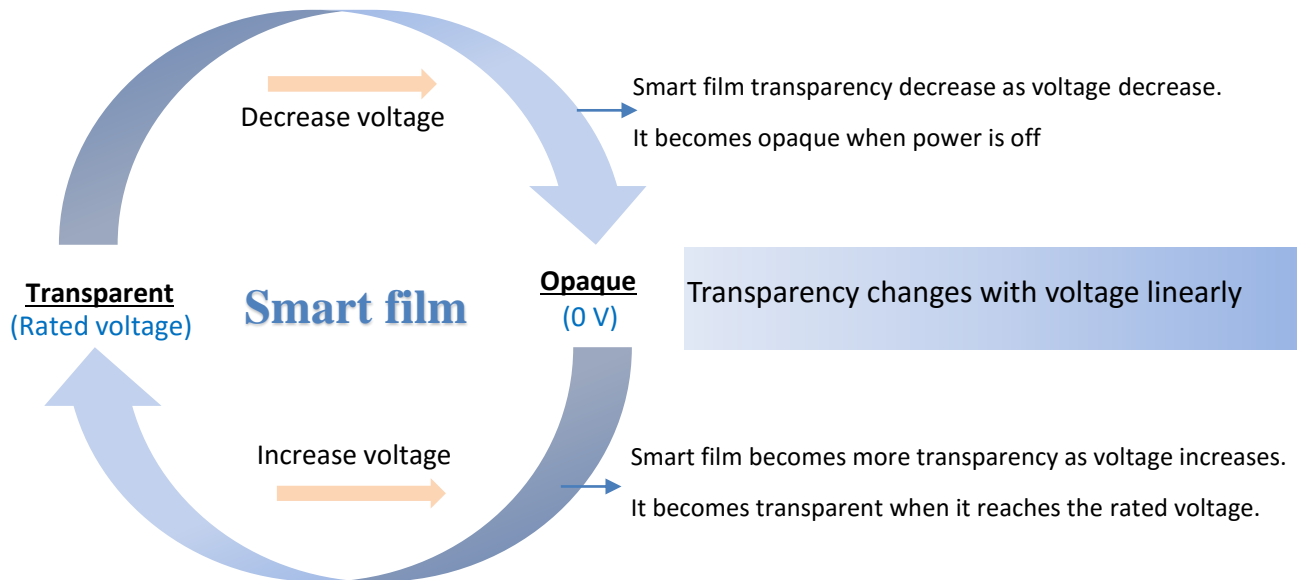 Decrease voltage
Smart film transparency decrease as voltage decrease.
It becomes opaque when power is off
Transparent
(Rated voltage)
Smart film
Opaque
(0 V)
Transparency changes with voltage linearly
Increase voltage
Smart film becomes more transparency as voltage increases.
It becomes transparent when it reaches the rated voltage.